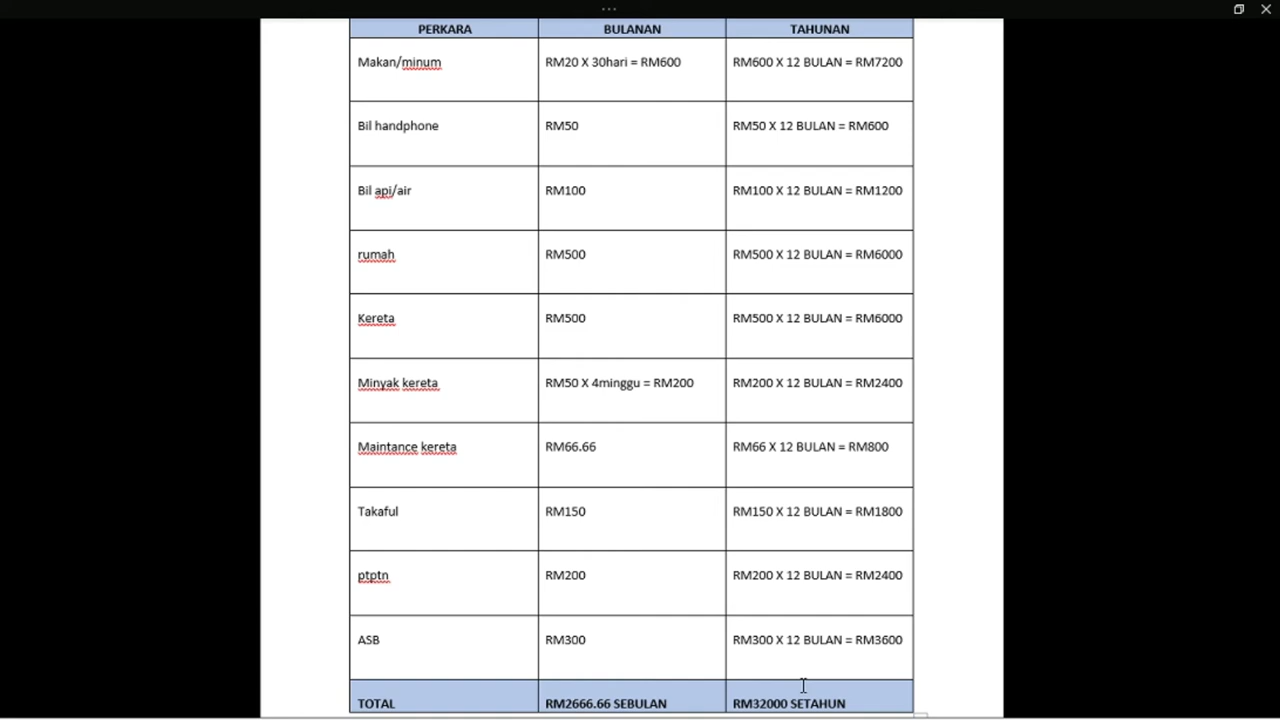 PERKARA BULANAN TAHUNAN
Makan/minum RM20 X 30hari = RM600 RM600 X 12 BULAN = RM7200
Bil handphone RM50 RM50 X 12 BULAN = RM600
Bil api/air RM100 RM100 X 12 BULAN = RM1200
rumah RM500 RM500 X 12 BULAN = RM6000
Kereta RM500 RM500 X 12 BULAN = RM6000
Minyak kereta RM50 X 4minggu = RM200 RM200 X 12 BULAN = RM2400
Maintance kereta RM66.66 RM66 X 12 BULAN = RM800
Takaful RM150 RM150 X 12 BULAN = RM1800
ptptn RM200 RM200 X 12 BULAN = RM2400
ASB RM300 RM300 X 12 BULAN = RM3600
TOTAL RM2666.66 SEBULAN RM32000 SETAHUN